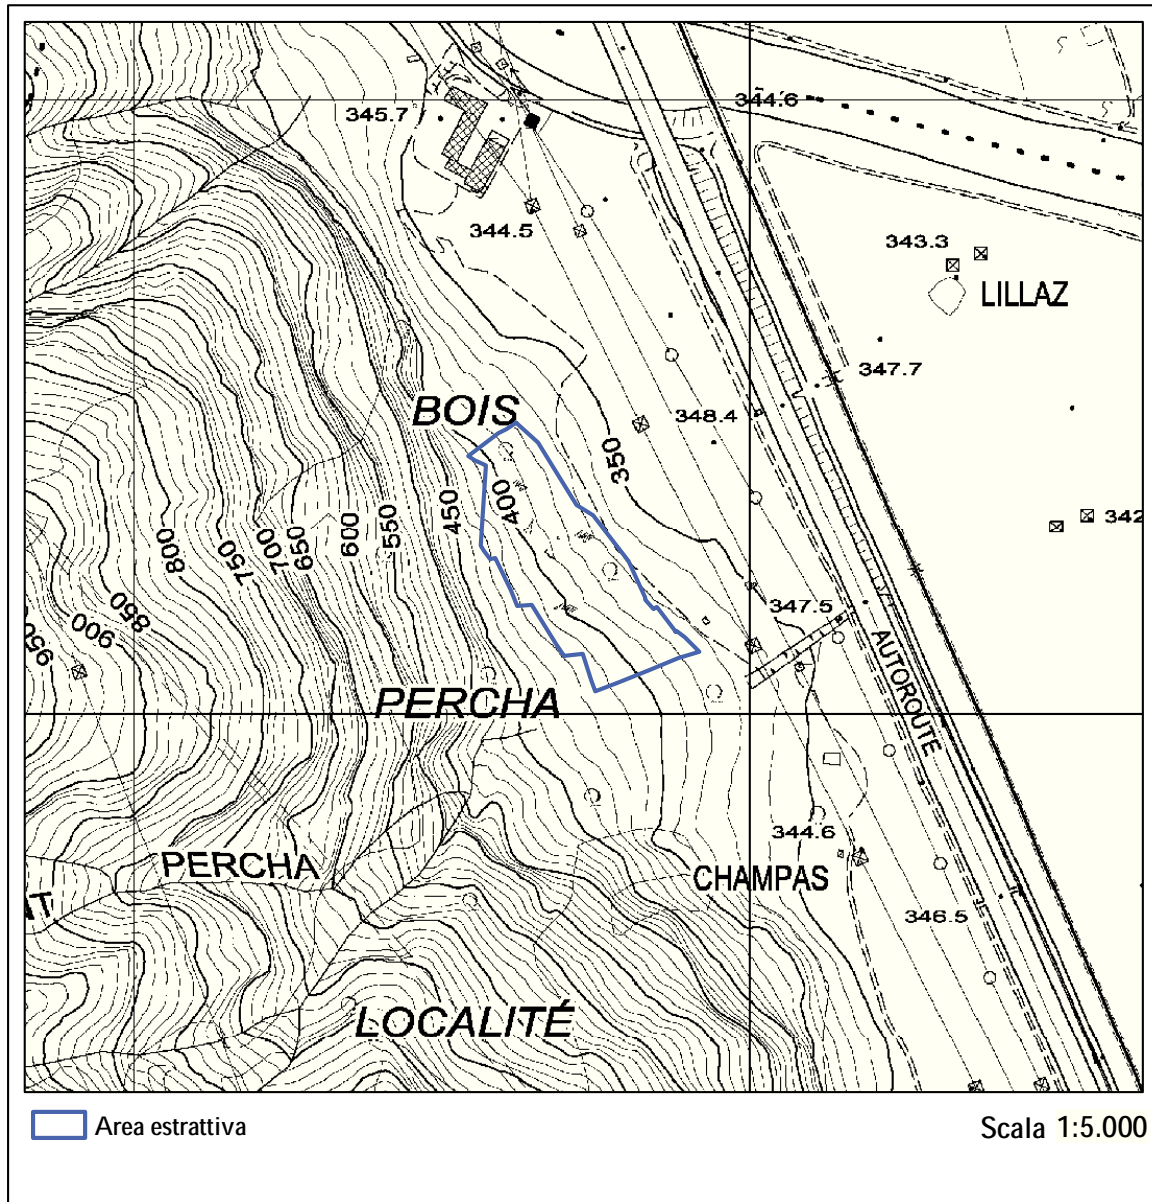 344.6
345.7
344.5
343.3
LILLAZ
347.7
BOIS
348.4
350
400
450
550
600
650
700
750
800
850
900
950
342
347.5
AUTOROUTE
PERCHA
344.6
PERCHA
CHAMPAS
AT
346.5
LOCALITÉ
Area estrattiva
Scala 1:5.000